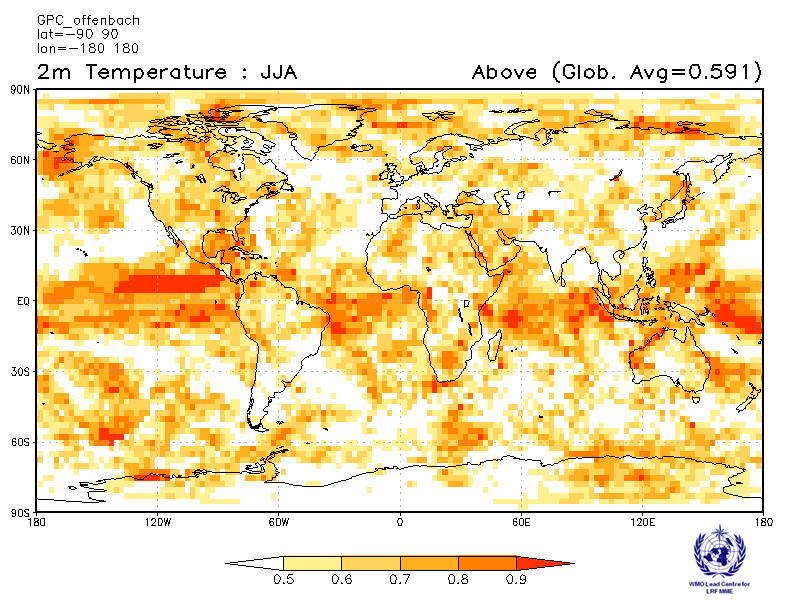 GPC_offenbach
lat=-90 90
lon=-180 180
2m Temperature : JJA Above (Glob. Avg=0.591)
90N
60N
30N
EQ
30S
60S
90S
180 120W 60W 0 60E 120E 180
0.5 0.6 0.7 0.8 0.9
WMO Lead Centre for
LRF MME